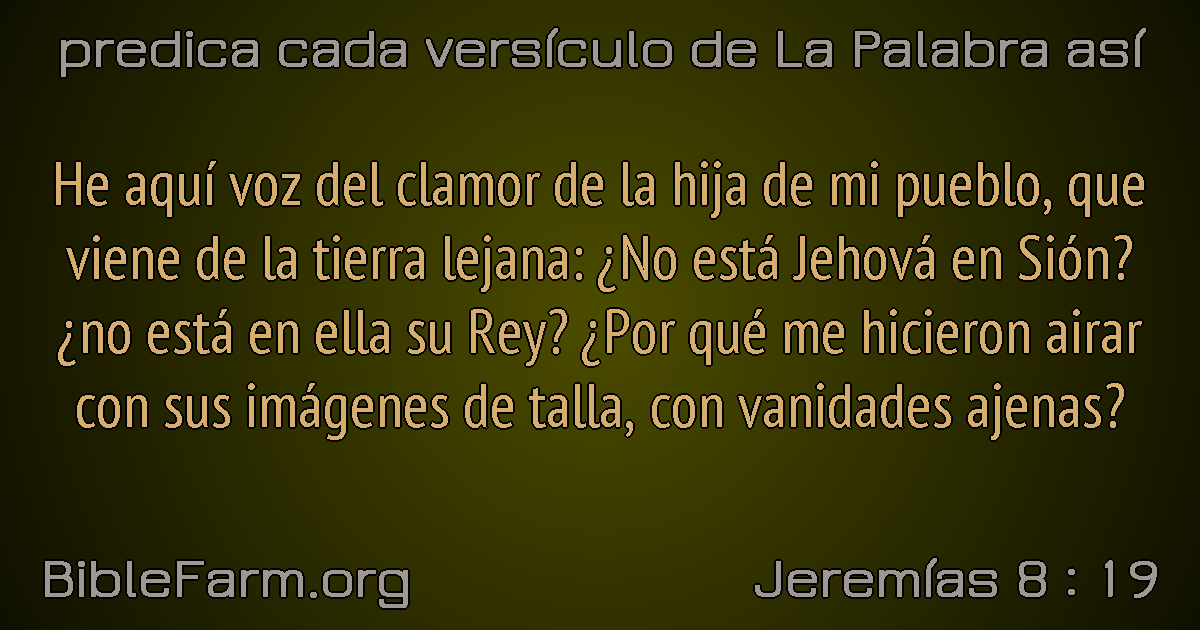 predica cada versículo de La Palabra así
He aquí voz del clamor de la hija de mi pueblo, que
viene de la tierra lejana: ¿No está Jehová en Sión?
¿no está en ella su Rey? ¿Por qué me hicieron airar
con sus imágenes de talla, con vanidades ajenas?
BibleFarm.org
Jeremías 8 : 19